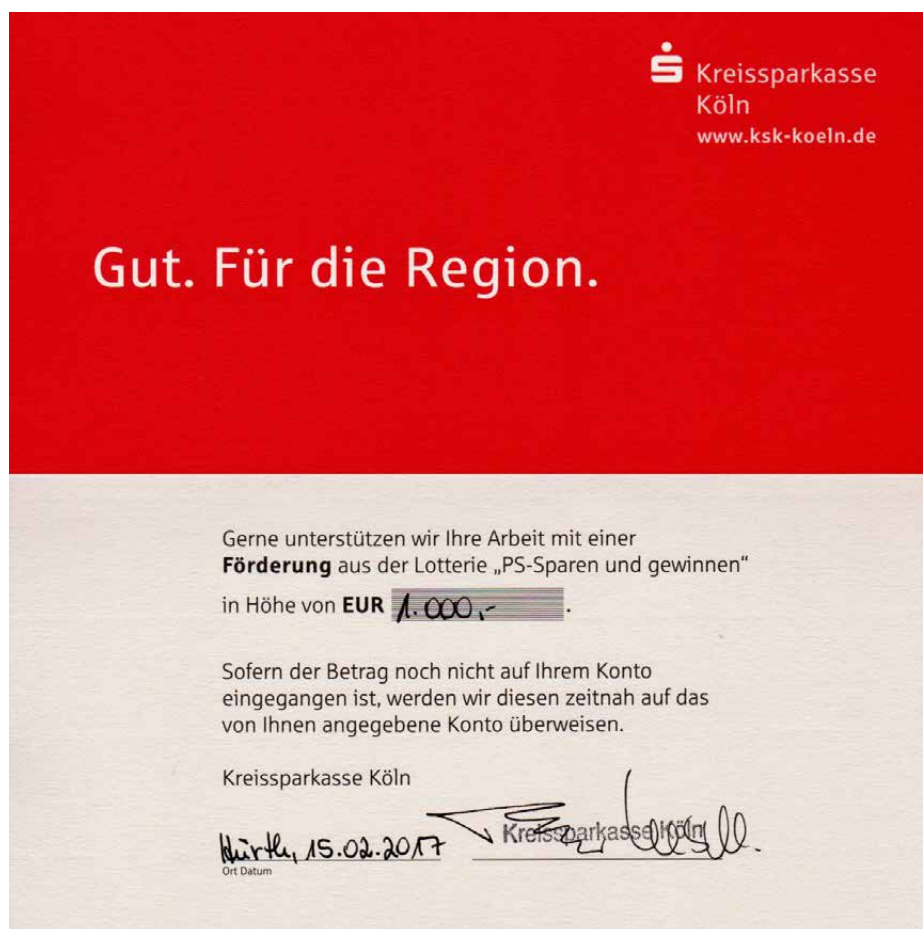 Kreissparkasse
Köln
www.ksk-koeln.de
Gut. Für die Region.
Gerne unterstützen wir Ihre Arbeit mit einer
Förderung aus der Lotterie „PS-Sparen und gewinnen“
in Höhe von EUR 1.000,- .
Sofern der Betrag noch nicht auf Ihrem Konto
eingegangen ist, werden wir diesen zeitnah auf das
von Ihnen angegebene Konto überweisen.
Kreissparkasse Köln
Kreissparkasse Köln
Hürth, 15.02.2017
Ort Datum